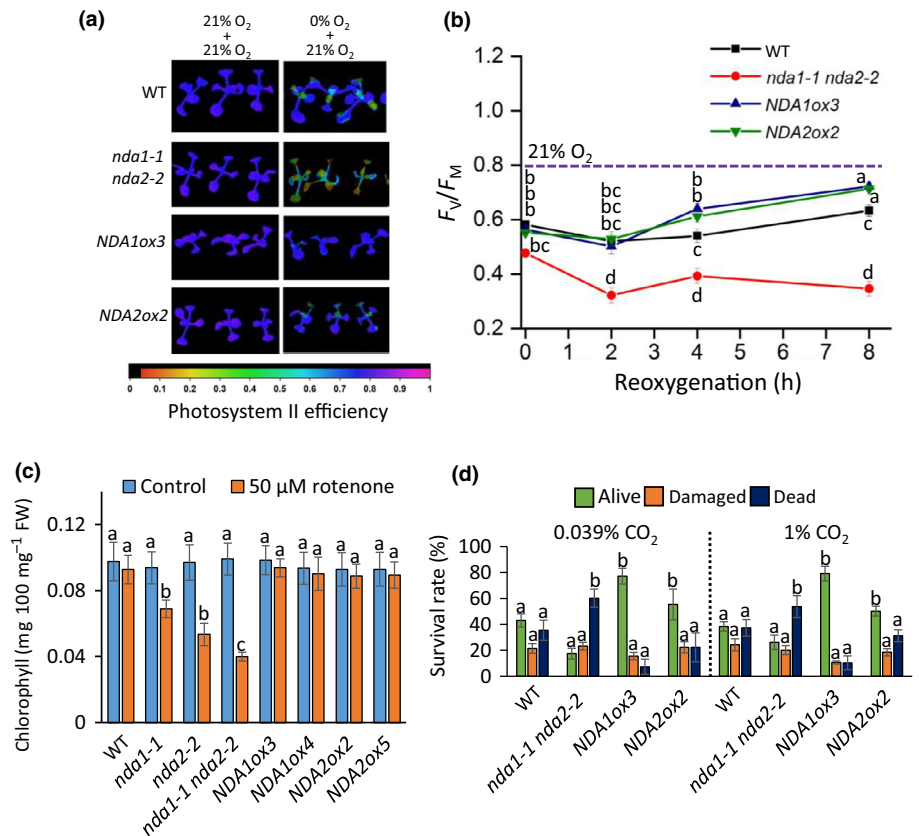 (a)
21% O₂ 0% O₂
+ +
21% O₂ 21% O₂
WT
nda1-1
nda2-2
NDA1ox3
NDA2ox2
0 0.1 0.2 0.3 0.4 0.5 0.6 0.7 0.8 0.9 1
Photosystem II efficiency
(b)
WT
nda1-1 nda2-2
NDA1ox3
NDA2ox2
1.2
1.0
0.8
0.6
0.4
0.2
F_V/F_M
21% O₂
b bc b a
b bc b a
b bc c c
bc d d d
0 1 2 3 4 5 6 7 8
Reoxygenation (h)
(c)
Control 50 µM rotenone
Chlorophyll (mg 100 mg⁻¹ FW)
0.12
0.08
0.04
0
a a a b a b a c a a a a a a a a
WT nda1-1 nda2-2 nda1-1 nda2-2 NDA1ox3 NDA1ox4 NDA2ox2 NDA2ox5
(d)
Alive Damaged Dead
0.039% CO₂ 1% CO₂
Survival rate (%)
100
80
60
40
20
0
a a a a a b b a a b a a a a a a a b b a a b a a
WT nda1-1 nda2-2 NDA1ox3 NDA2ox2 WT nda1-1 nda2-2 NDA1ox3 NDA2ox2